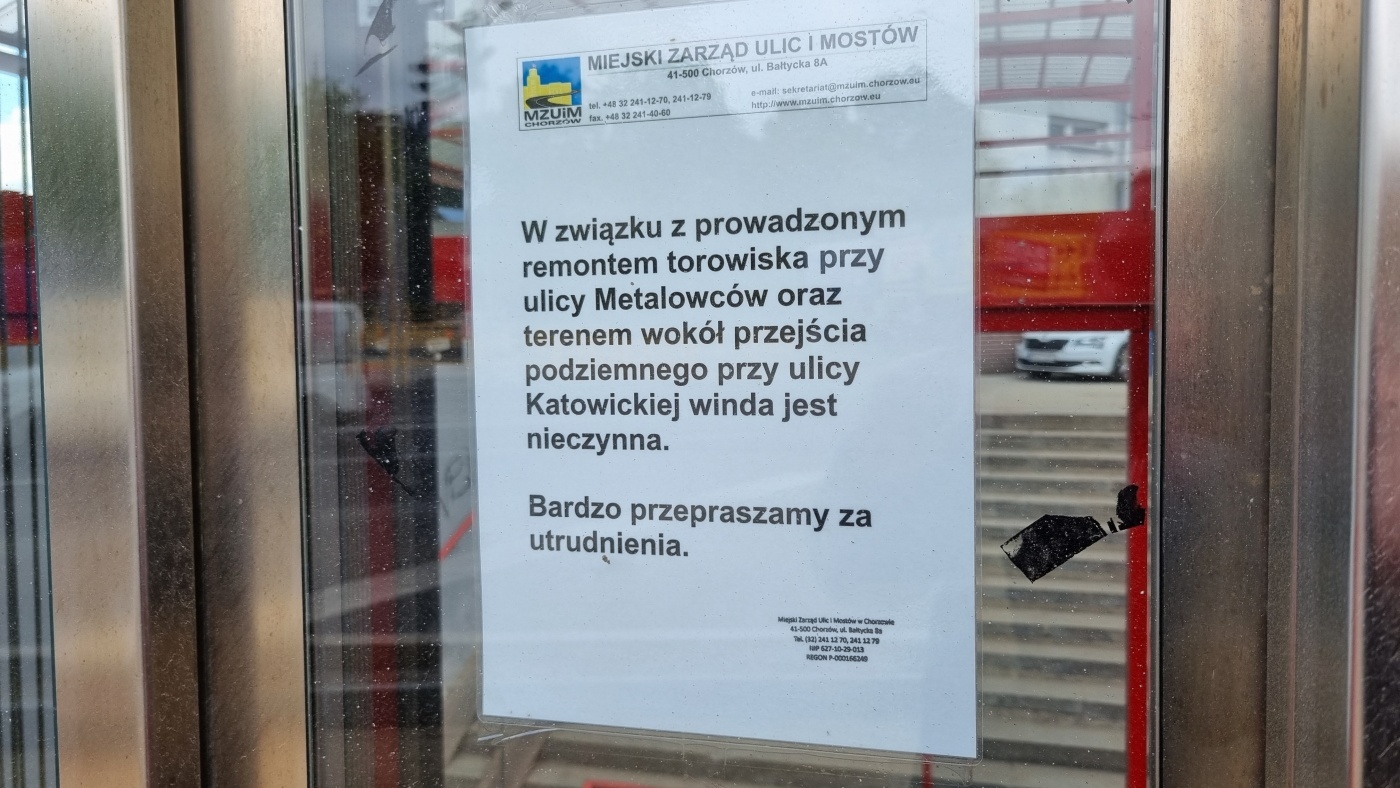 MIEJSKI ZARZĄD ULIC I MOSTÓW
41-500 Chorzów, ul. Bałtycka 8A
tel. +48 32 241-12-70, 241-12-79
fax. +48 32 241-40-60
e-mail: sekretariat@mzuim.chorzow.eu
http://www.mzuim.chorzow.eu
MZUiM
CHORZÓW
W związku z prowadzonym
remontem torowiska przy
ulicy Metalowców oraz
terenem wokół przejścia
podziemnego przy ulicy
Katowickiej winda jest
nieczynna.
Bardzo przepraszamy za
utrudnienia.
Miejski Zarząd Ulic i Mostów w Chorzowie
41-500 Chorzów, ul. Bałtycka 8a
Tel. (32) 241 12 70, 241 12 79
NIP 627-10-29-013
REGON P-000166249